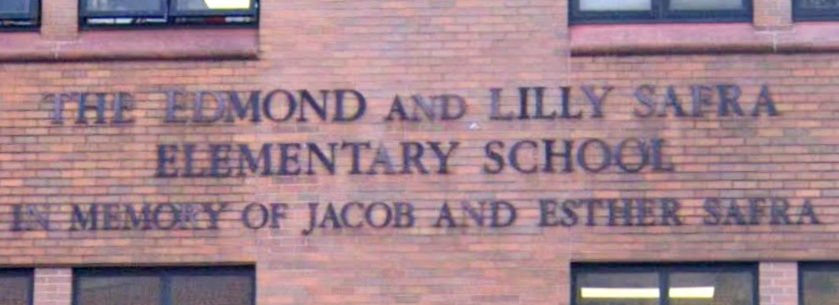 THE EDMOND AND LILLY SAFRA
ELEMENTARY SCHOOL
IN MEMORY OF JACOB AND ESTHER SAFRA